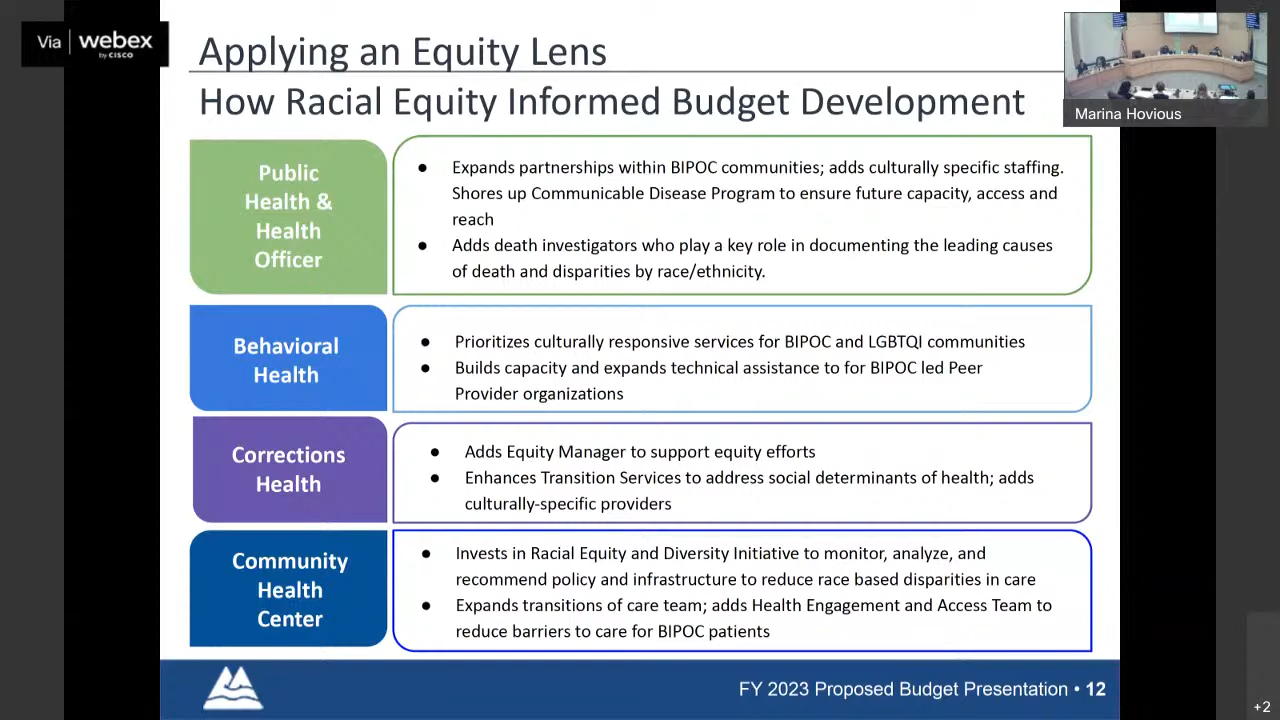 Via webex
by CISCO
Applying an Equity Lens
How Racial Equity Informed Budget Development
Marina Hovious
Public
Health &
Health
Officer
● Expands partnerships within BIPOC communities; adds culturally specific staffing.
Shores up Communicable Disease Program to ensure future capacity, access and
reach
● Adds death investigators who play a key role in documenting the leading causes
of death and disparities by race/ethnicity.
Behavioral
Health
● Prioritizes culturally responsive services for BIPOC and LGBTQI communities
● Builds capacity and expands technical assistance to for BIPOC led Peer
Provider organizations
Corrections
Health
● Adds Equity Manager to support equity efforts
● Enhances Transition Services to address social determinants of health; adds
culturally-specific providers
Community
Health
Center
● Invests in Racial Equity and Diversity Initiative to monitor, analyze, and
recommend policy and infrastructure to reduce race based disparities in care
● Expands transitions of care team; adds Health Engagement and Access Team to
reduce barriers to care for BIPOC patients
FY 2023 Proposed Budget Presentation • 12
+2